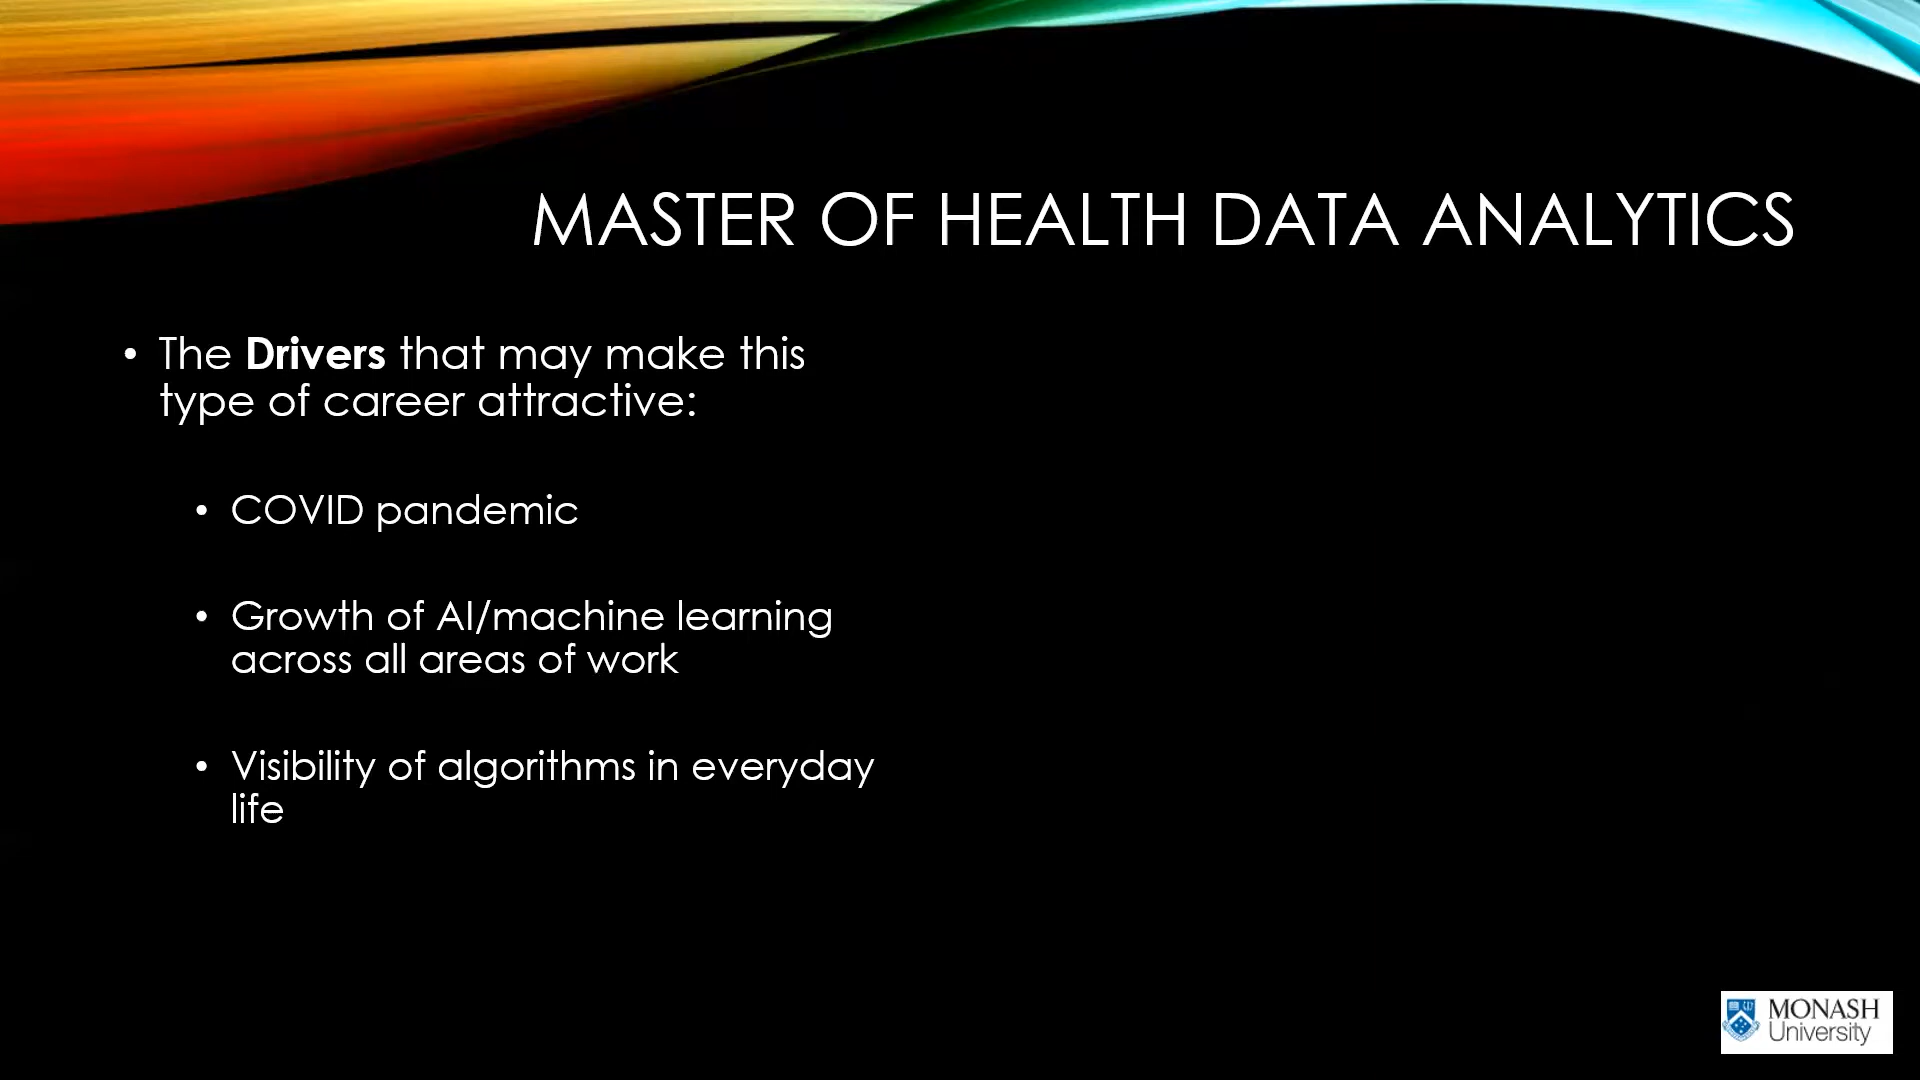 MASTER OF HEALTH DATA ANALYTICS
• The Drivers that may make this
type of career attractive:
• COVID pandemic
• Growth of AI/machine learning
across all areas of work
• Visibility of algorithms in everyday
life
MONASH
University